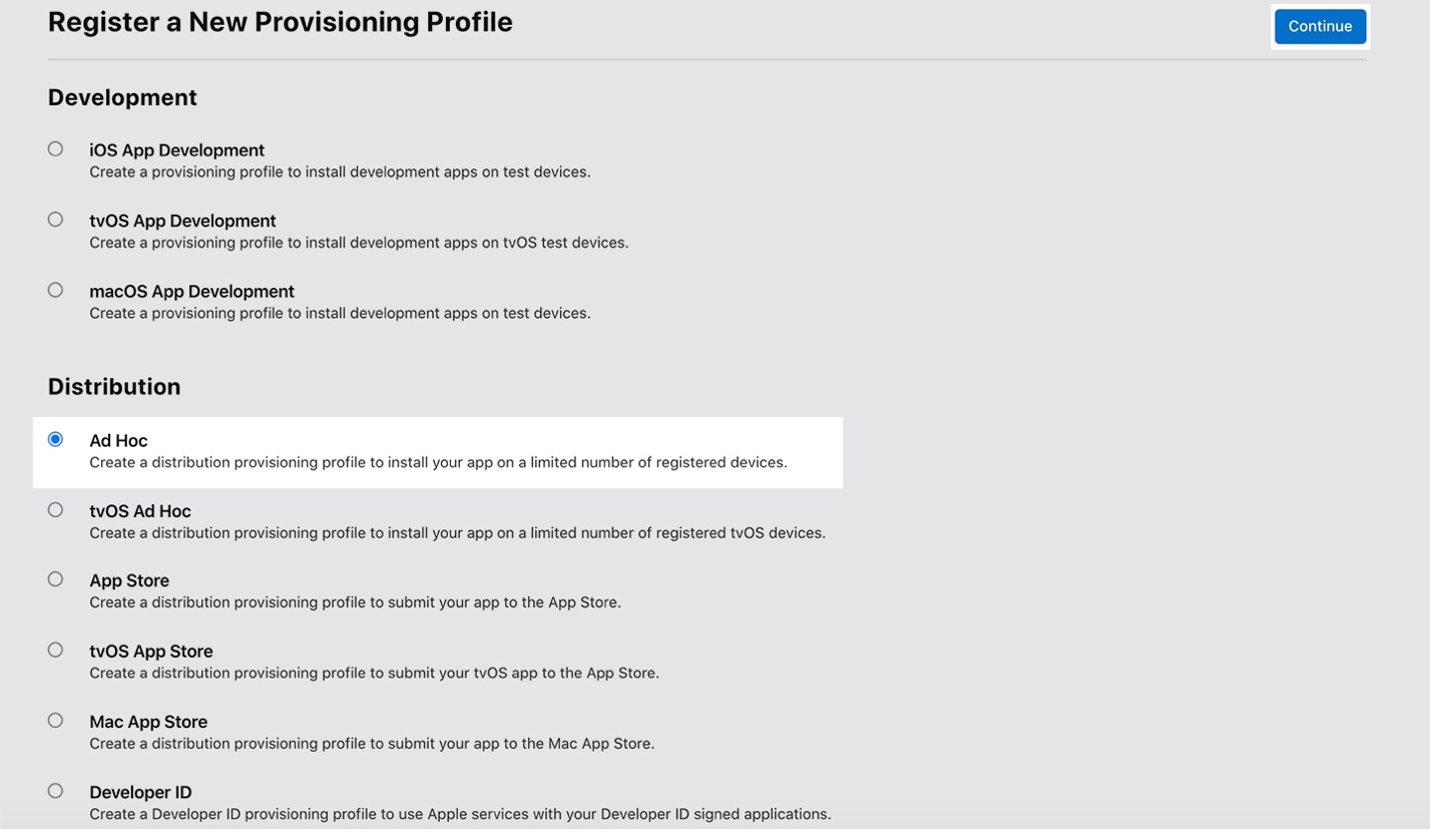 Register a New Provisioning Profile
Continue
Development
iOS App Development
Create a provisioning profile to install development apps on test devices.
tvOS App Development
Create a provisioning profile to install development apps on tvOS test devices.
macOS App Development
Create a provisioning profile to install development apps on test devices.
Distribution
Ad Hoc
Create a distribution provisioning profile to install your app on a limited number of registered devices.
tvOS Ad Hoc
Create a distribution provisioning profile to install your app on a limited number of registered tvOS devices.
App Store
Create a distribution provisioning profile to submit your app to the App Store.
tvOS App Store
Create a distribution provisioning profile to submit your tvOS app to the App Store.
Mac App Store
Create a distribution provisioning profile to submit your app to the Mac App Store.
Developer ID
Create a Developer ID provisioning profile to use Apple services with your Developer ID signed applications.